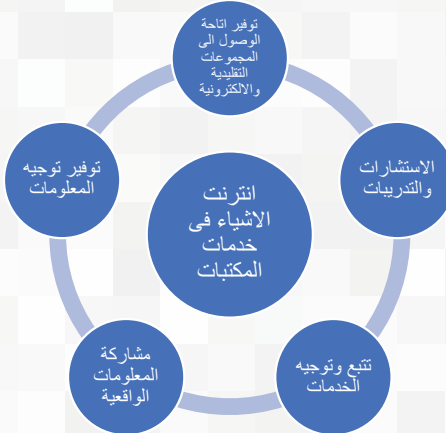 توفير اتاحة
الوصول الى
المجموعات
التقليدية
والالكترونية
الاستشارات
والتدريبات
تتبع وتوجيه
الخدمات
مشاركة
المعلومات
الواقعية
توفير توجيه
المعلومات
انترنت
الاشياء فى
خدمات
المكتبات